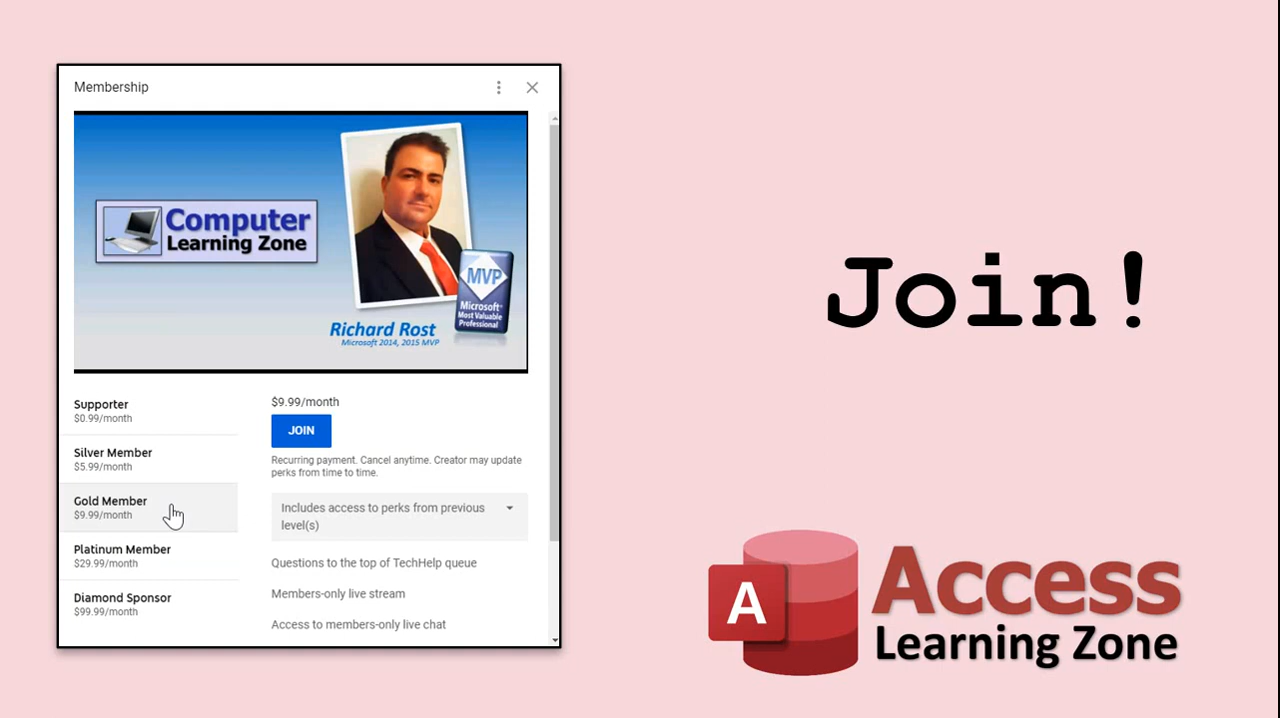 Membership
Computer
Learning Zone
MVP
Microsoft®
Most Valuable
Professional
Richard Rost
Microsoft 2014, 2015 MVP
Supporter
$0.99/month
Silver Member
$5.99/month
Gold Member
$9.99/month
Platinum Member
$29.99/month
Diamond Sponsor
$99.99/month
$9.99/month
JOIN
Recurring payment. Cancel anytime. Creator may update
perks from time to time.
Includes access to perks from previous
level(s)
Questions to the top of TechHelp queue
Members-only live stream
Access to members-only live chat
Join!
A
Access
Learning Zone